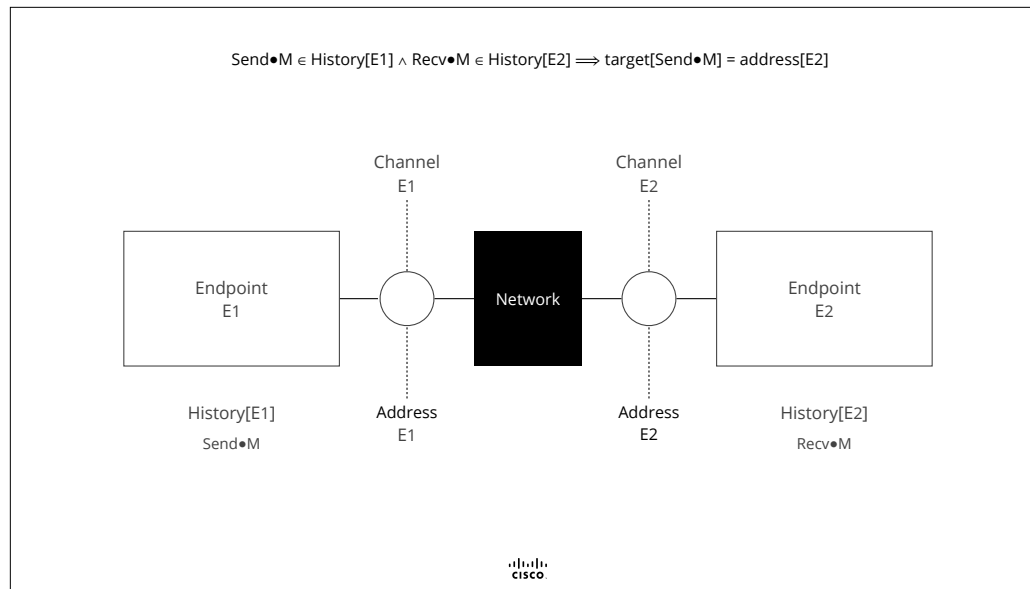 Send●M ∈ History[E1] ∧ Recv●M ∈ History[E2] ⟹ target[Send●M] = address[E2]
Channel
E1
Channel
E2
Endpoint
E1
Network
Endpoint
E2
History[E1]
Send●M
Address
E1
Address
E2
History[E2]
Recv●M
CISCO.